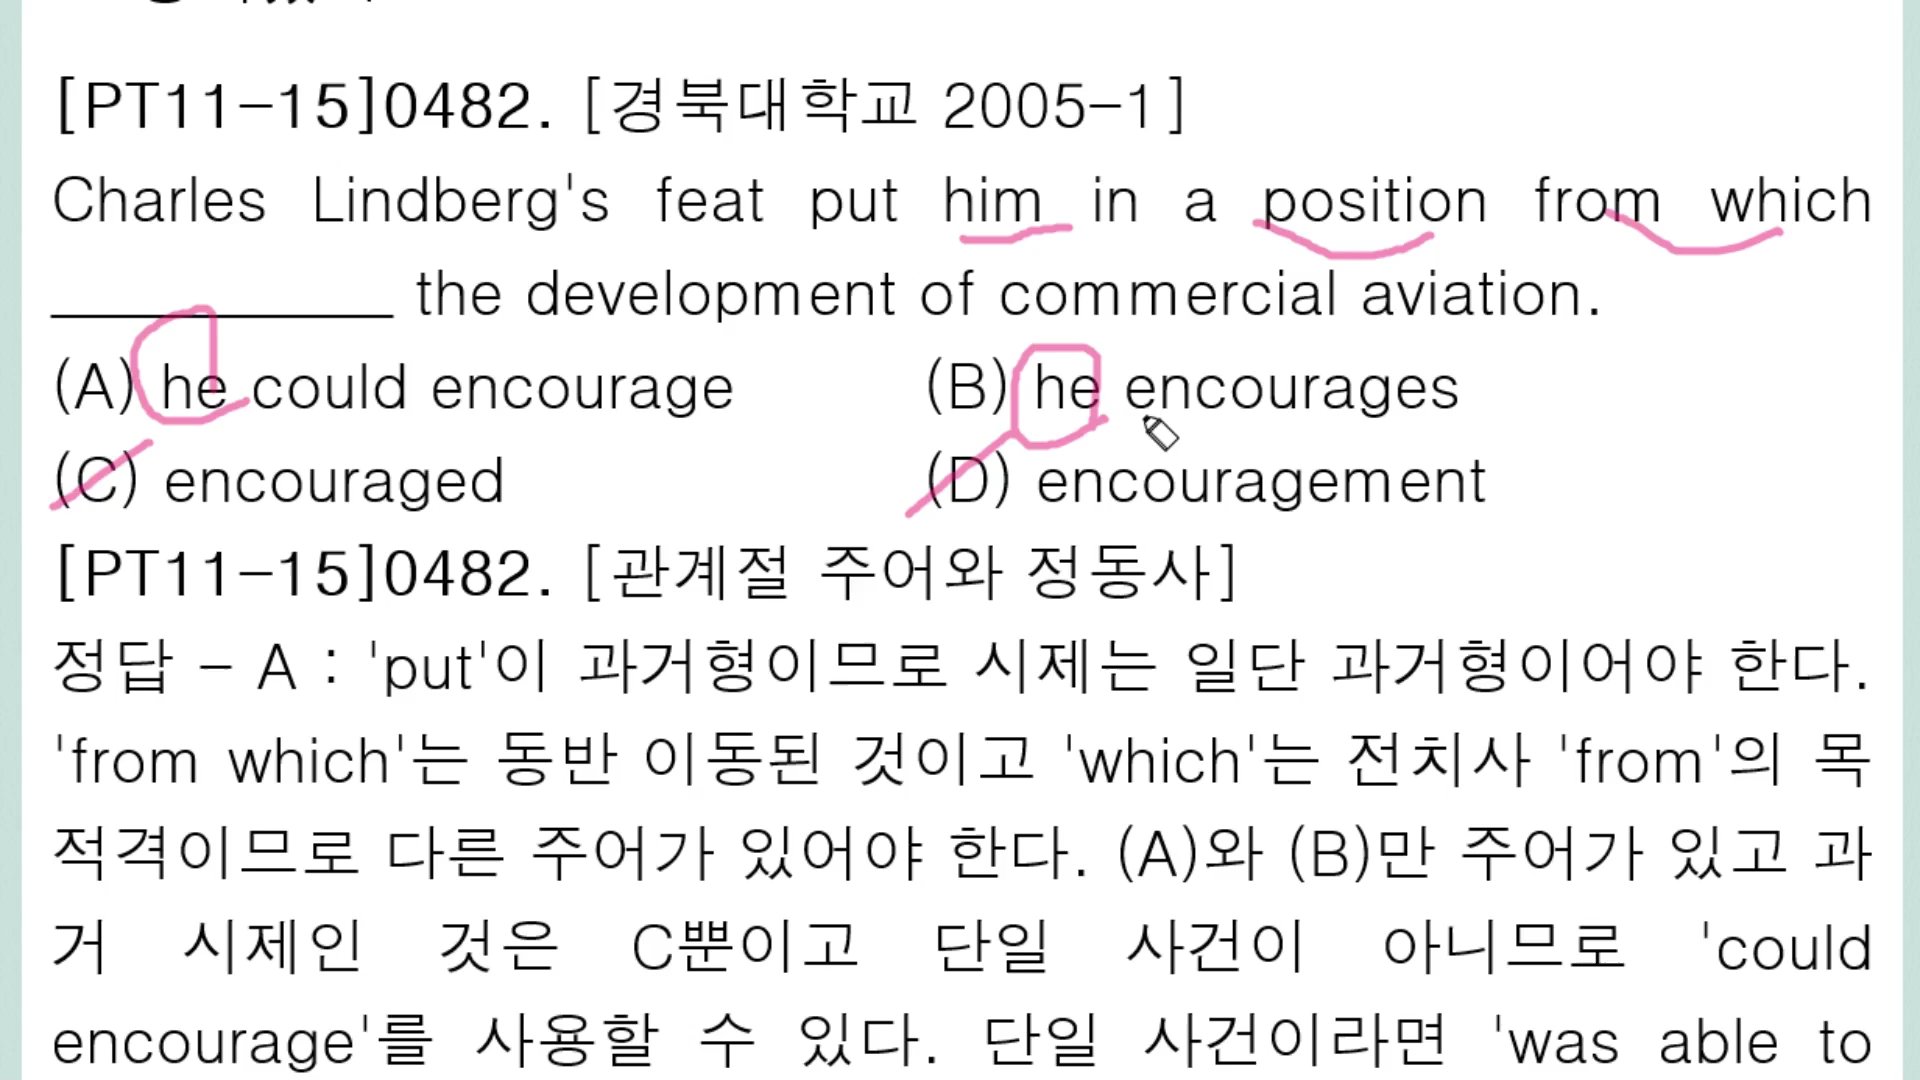 [PT11-15]0482. [경북대학교 2005-1]
Charles Lindberg's feat put him in a position from which
____________ the development of commercial aviation.
(A) he could encourage (B) he encourages
(C) encouraged (D) encouragement
[PT11-15]0482. [관계절 주어와 정동사]
정답 - A : 'put'이 과거형이므로 시제는 일단 과거형이어야 한다.
'from which'는 동반 이동된 것이고 'which'는 전치사 'from'의 목
적격이므로 다른 주어가 있어야 한다. (A)와 (B)만 주어가 있고 과
거 시제인 것은 C뿐이고 단일 사건이 아니므로 'could
encourage'를 사용할 수 있다. 단일 사건이라면 'was able to